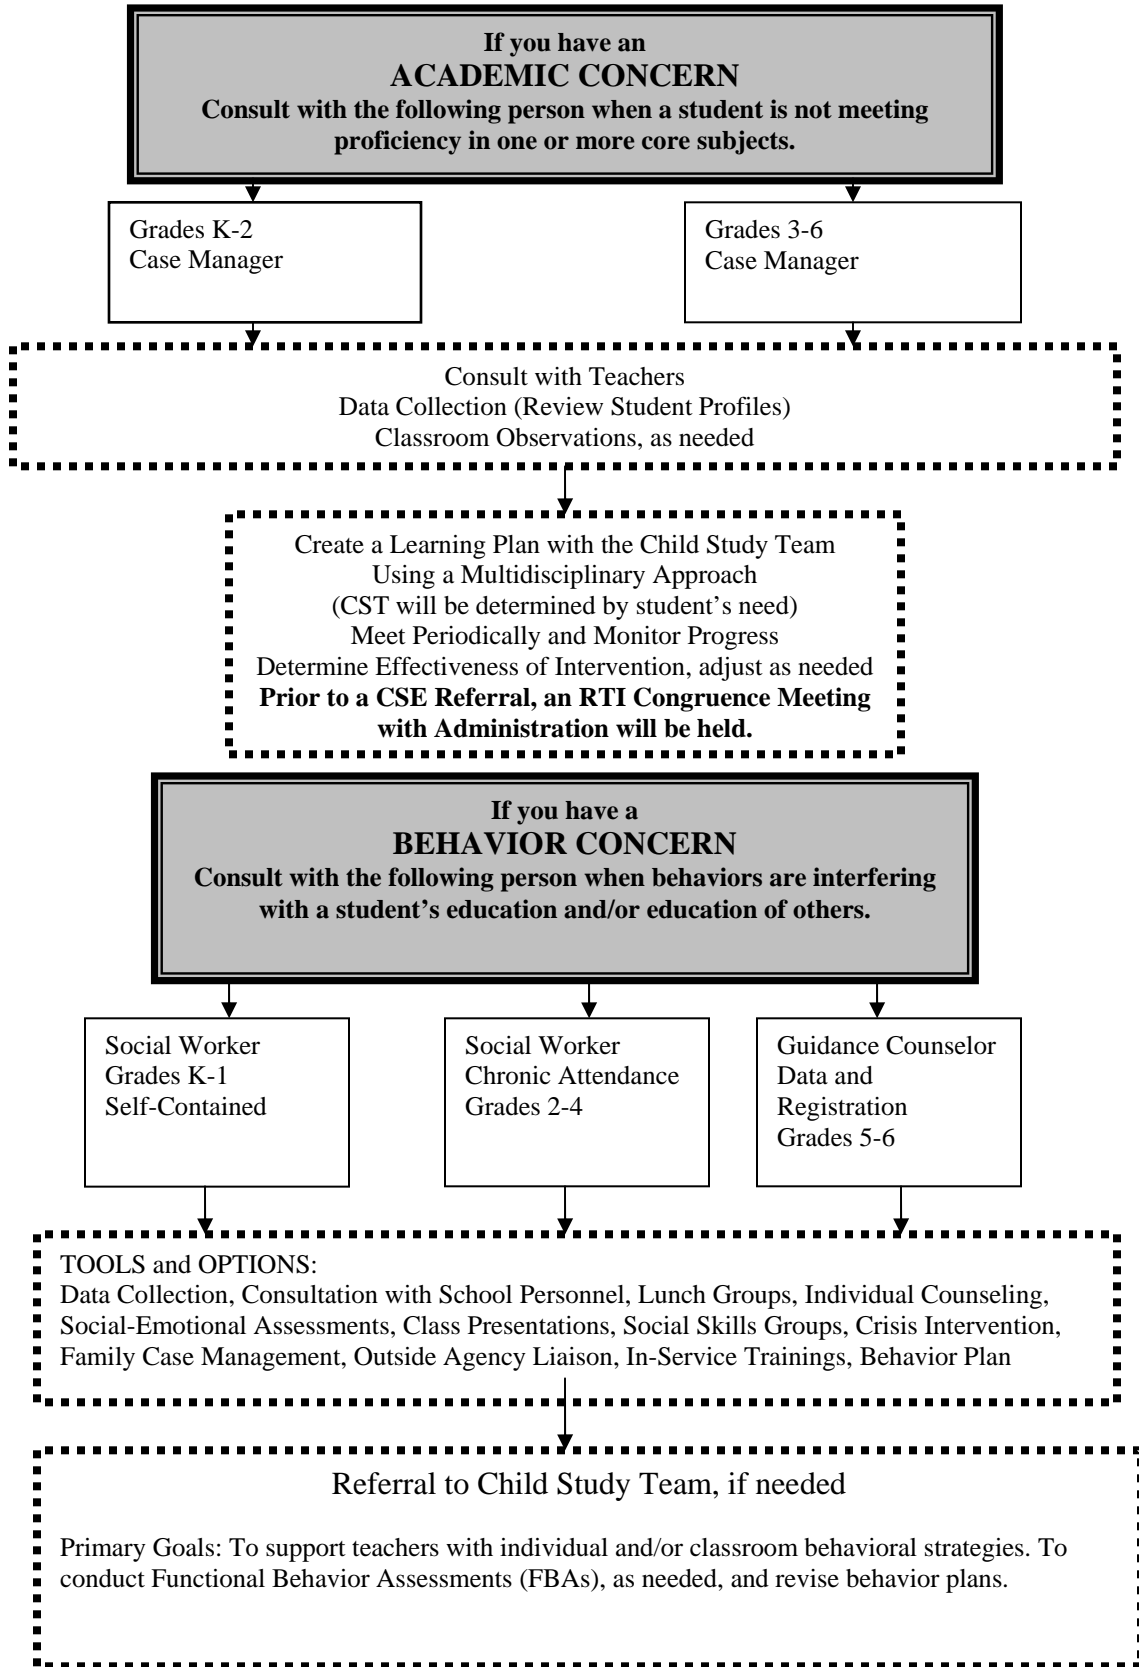 If you have an
ACADEMIC CONCERN
Consult with the following person when a student is not meeting
proficiency in one or more core subjects.
Grades K-2
Case Manager
Grades 3-6
Case Manager
Consult with Teachers
Data Collection (Review Student Profiles)
Classroom Observations, as needed
Create a Learning Plan with the Child Study Team
Using a Multidisciplinary Approach
(CST will be determined by student’s need)
Meet Periodically and Monitor Progress
Determine Effectiveness of Intervention, adjust as needed
Prior to a CSE Referral, an RTI Congruence Meeting
with Administration will be held.
If you have a
BEHAVIOR CONCERN
Consult with the following person when behaviors are interfering
with a student’s education and/or education of others.
Social Worker
Grades K-1
Self-Contained
Social Worker
Chronic Attendance
Grades 2-4
Guidance Counselor
Data and
Registration
Grades 5-6
TOOLS and OPTIONS:
Data Collection, Consultation with School Personnel, Lunch Groups, Individual Counseling,
Social-Emotional Assessments, Class Presentations, Social Skills Groups, Crisis Intervention,
Family Case Management, Outside Agency Liaison, In-Service Trainings, Behavior Plan
Referral to Child Study Team, if needed
Primary Goals: To support teachers with individual and/or classroom behavioral strategies. To
conduct Functional Behavior Assessments (FBAs), as needed, and revise behavior plans.